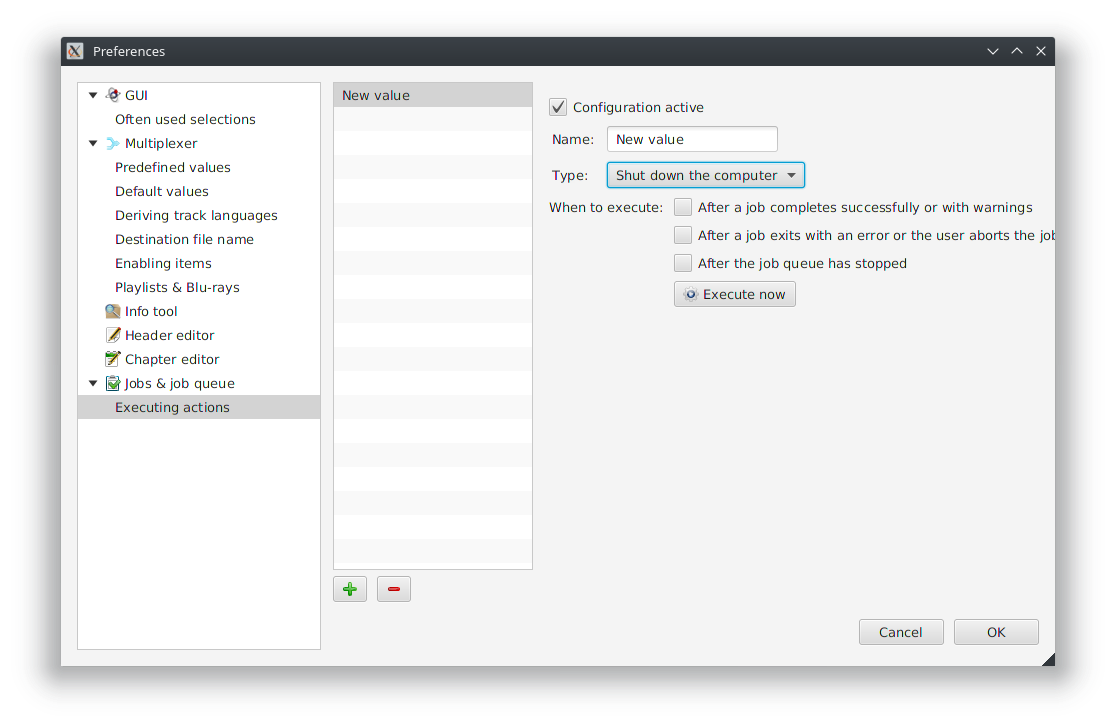 Preferences
GUI
Often used selections
Multiplexer
Predefined values
Default values
Deriving track languages
Destination file name
Enabling items
Playlists & Blu-rays
Info tool
Header editor
Chapter editor
Jobs & job queue
Executing actions
New value
Configuration active
Name: New value
Type: Shut down the computer
When to execute: After a job completes successfully or with warnings
After a job exits with an error or the user aborts the job
After the job queue has stopped
Execute now
Cancel OK